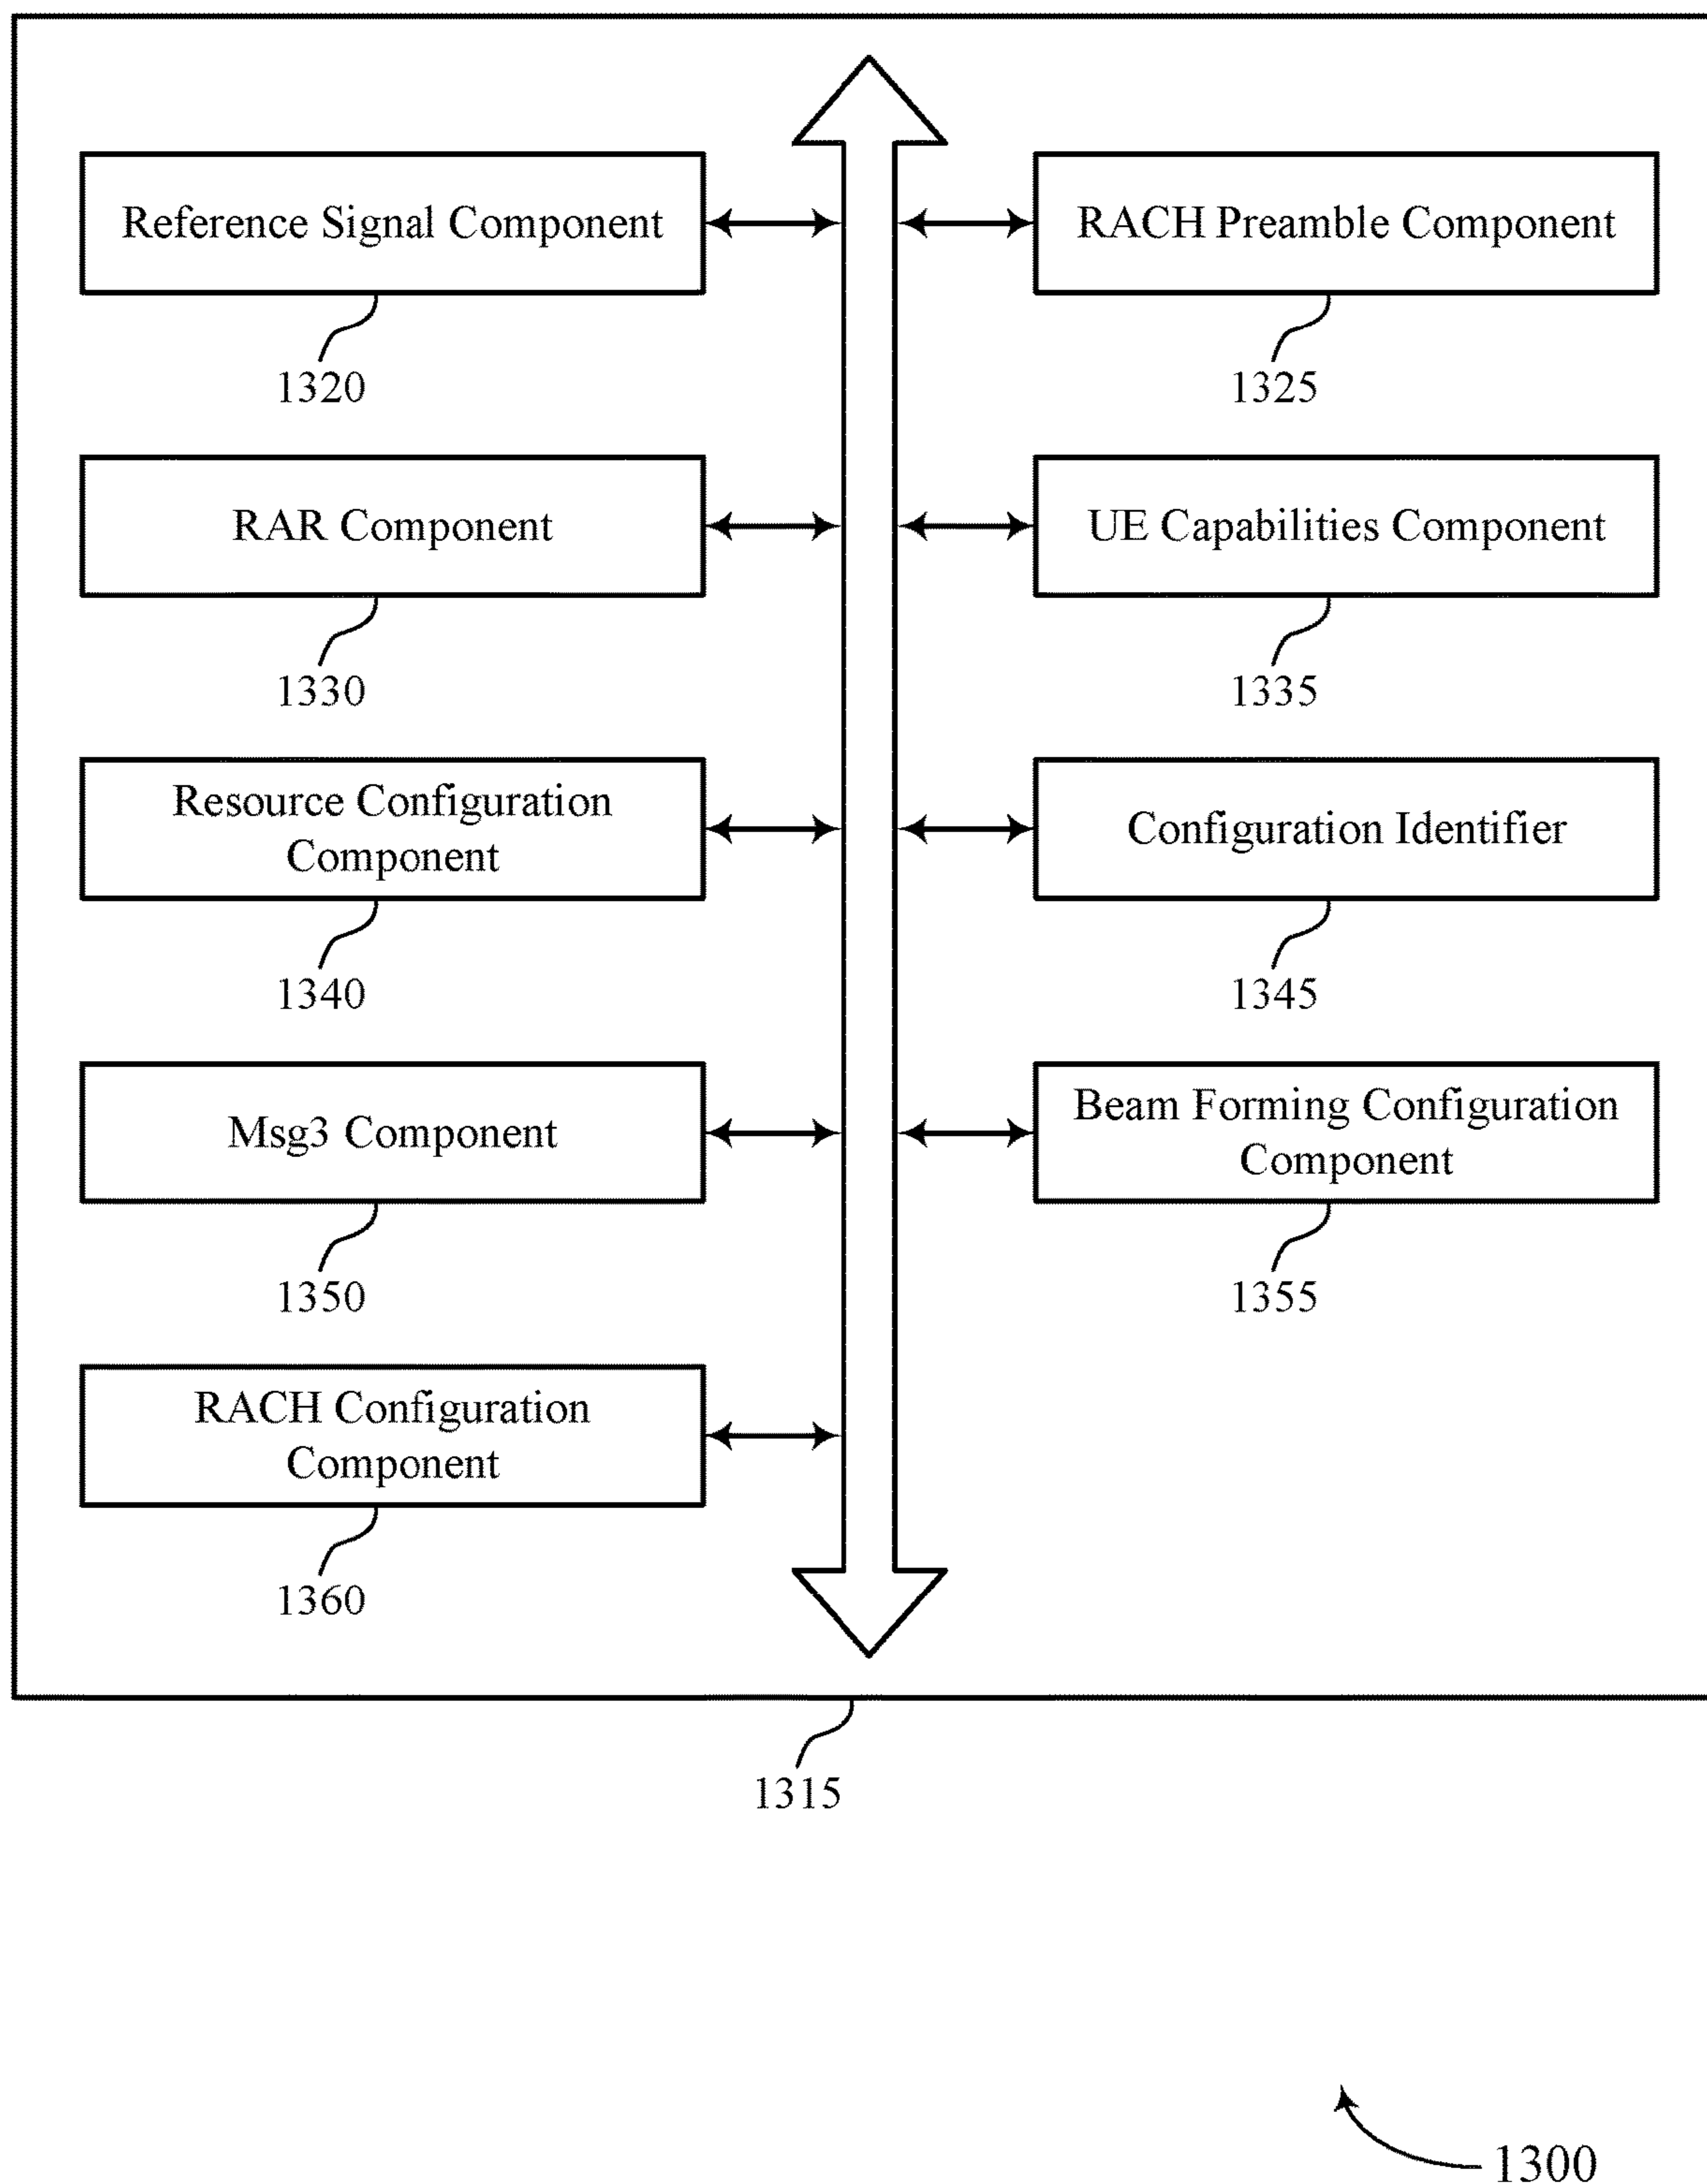 Reference Signal Component
RACH Preamble Component
1320
1325
RAR Component
UE Capabilities Component
1330
1335
Resource Configuration
Component
Configuration Identifier
1340
1345
Msg3 Component
Beam Forming Configuration
Component
1350
1355
RACH Configuration
Component
1360
1315
1300